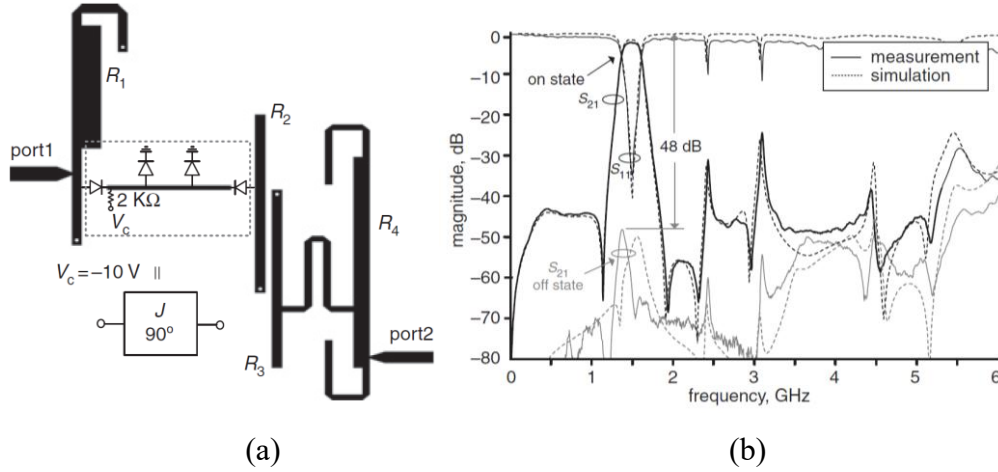 R1
R2
port1
2 KΩ
Vc
Vc = –10 V ||
J
90°
R3
R4
port2
(a)
magnitude, dB
0
–10
–20
–30
–40
–50
–60
–70
–80
on state
S21
S11
48 dB
S21
off state
measurement
simulation
0
1
2
3
4
5
6
frequency, GHz
(b)